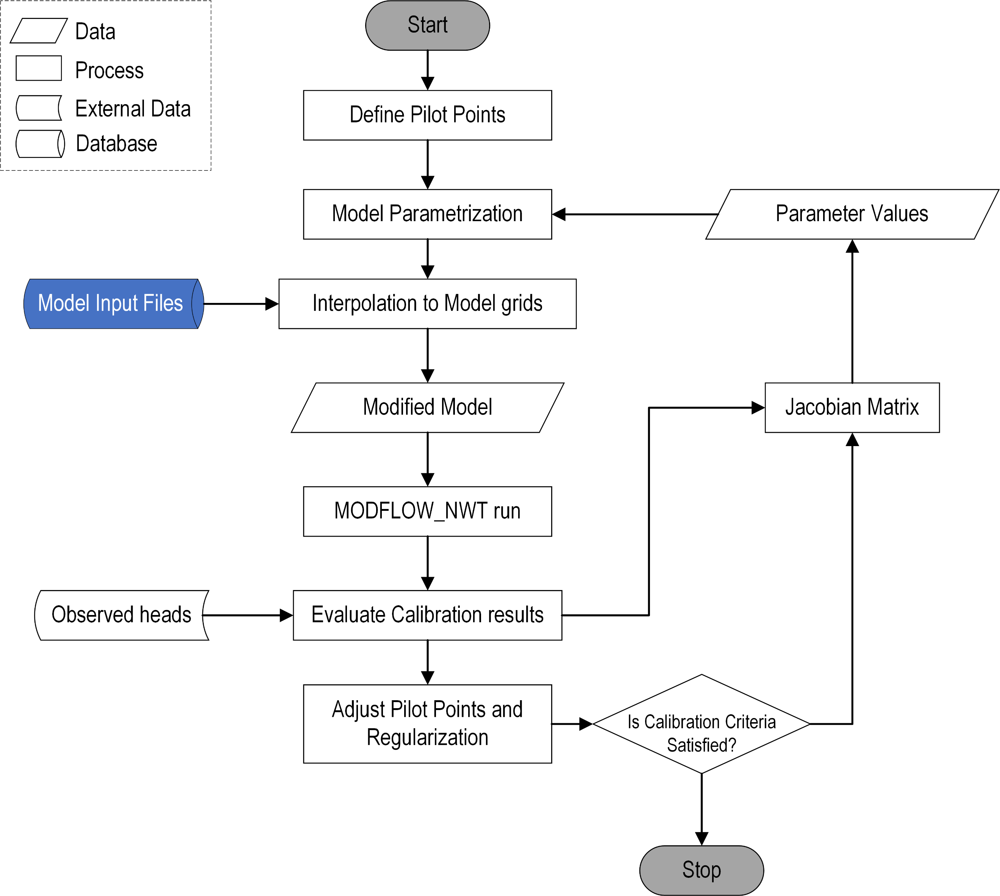 Data
Process
External Data
Database
Start
Define Pilot Points
Model Parametrization
Parameter Values
Model Input Files
Interpolation to Model grids
Modified Model
Jacobian Matrix
MODFLOW_NWT run
Observed heads
Evaluate Calibration results
Adjust Pilot Points and
Regularization
Is Calibration Criteria
Satisfied?
Stop